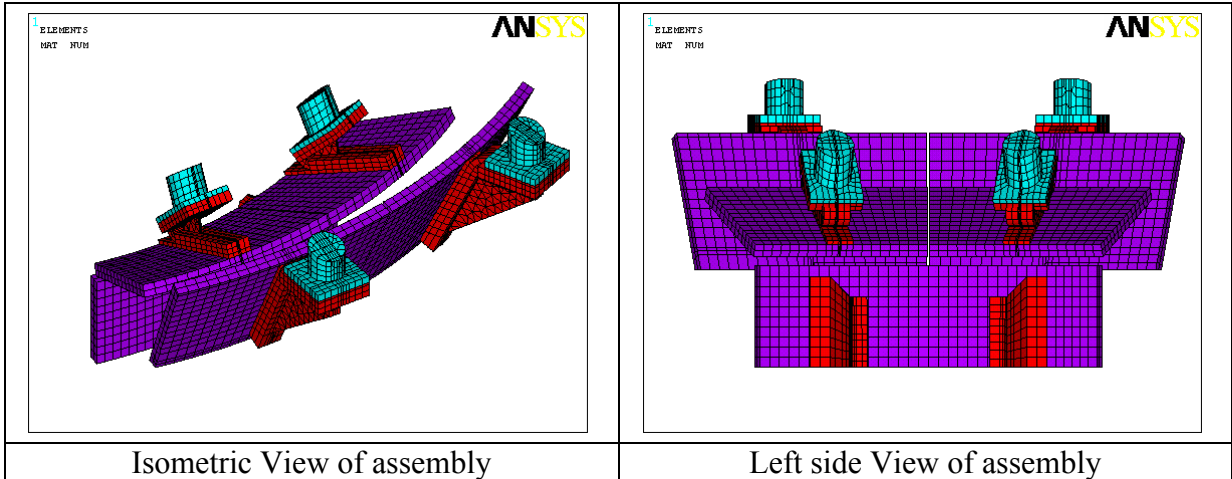 1
ELEMENTS
MAT NUM
ANSYS
Isometric View of assembly
1
ELEMENTS
MAT NUM
ANSYS
Left side View of assembly